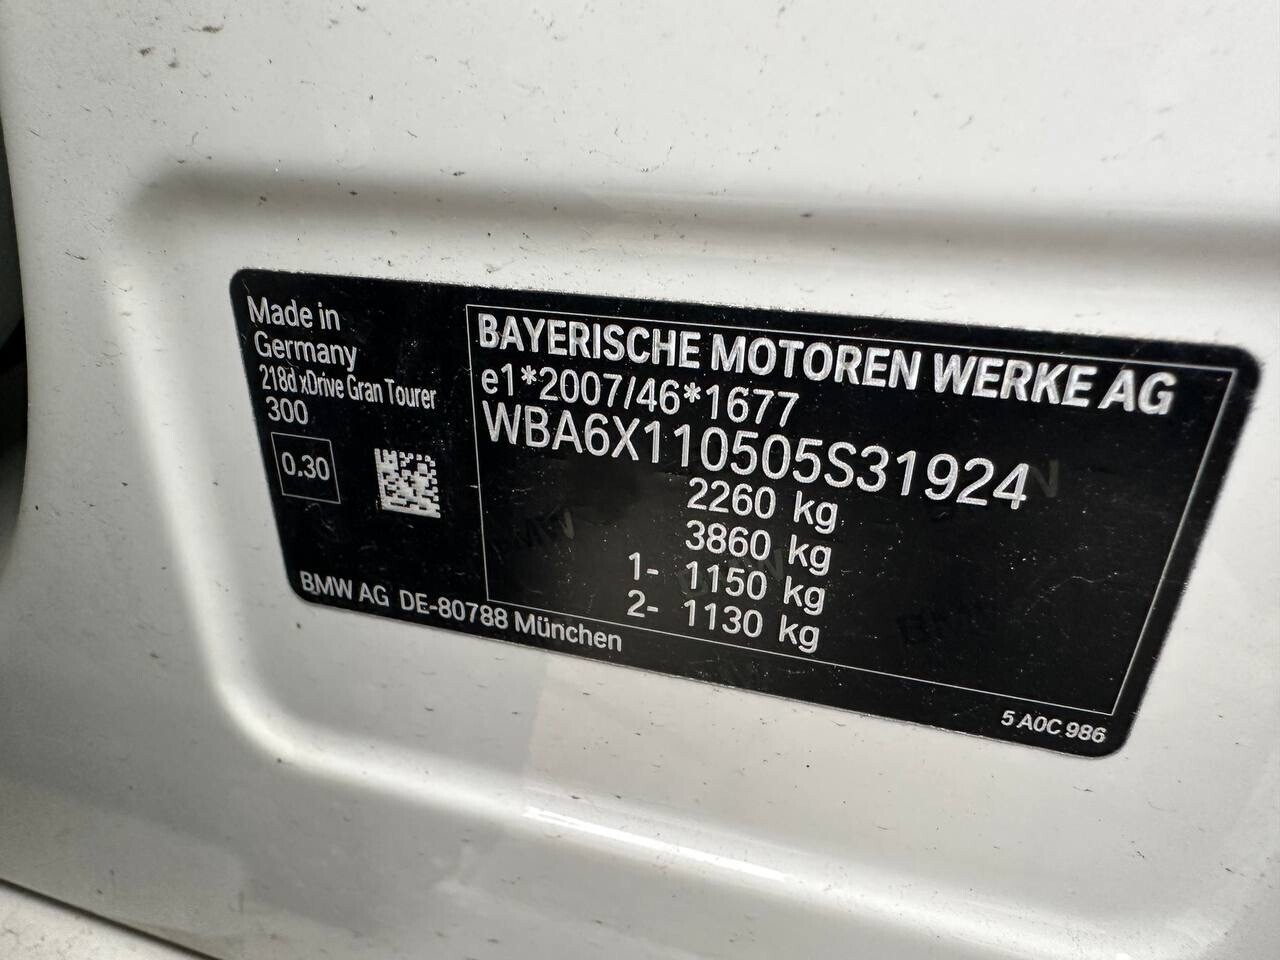 Made in
Germany
218d xDrive Gran Tourer
300
0.30
BMW AG DE-80788 München
BAYERISCHE MOTOREN WERKE AG
e1*2007/46*1677
WBA6X110505S31924
2260 kg
3860 kg
1- 1150 kg
2- 1130 kg
5 A0C 986